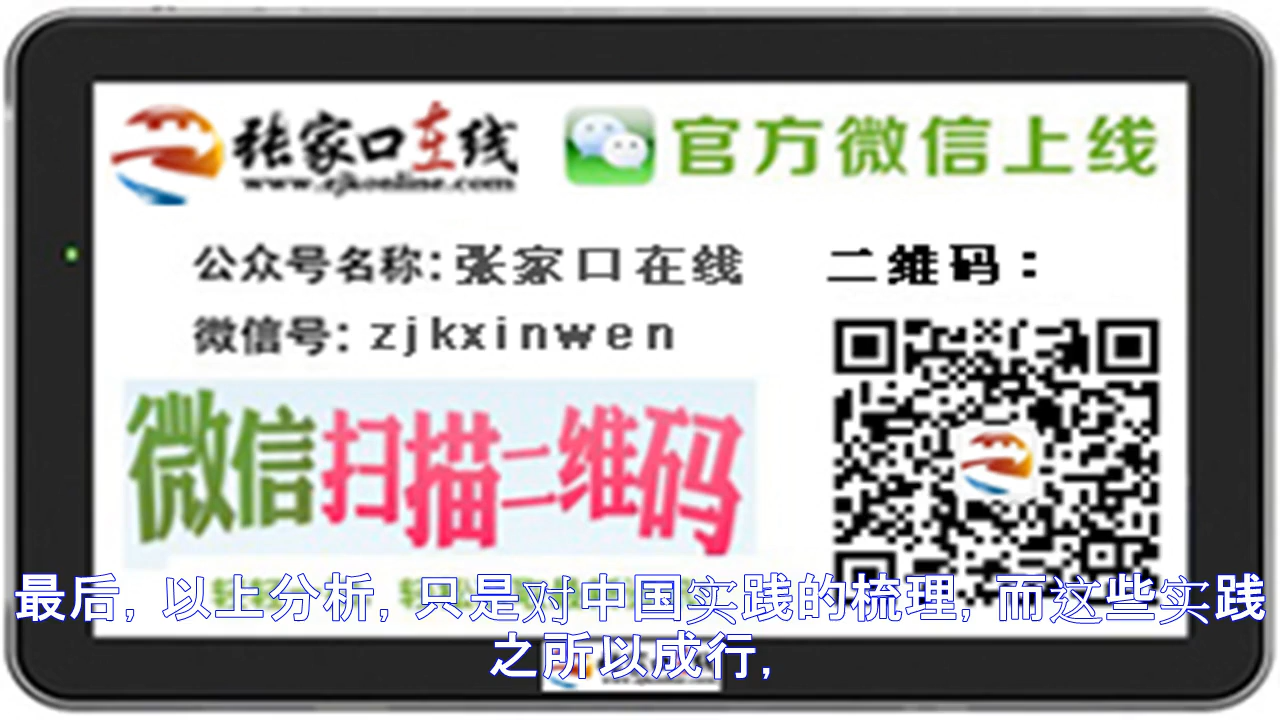 张家口在线
www.zjkonline.com
官方微信上线
公众号名称：张家口在线
二维码：
微信号：zjkxinwen
微信扫描二维码
最后，以上分析，只是对中国实践的梳理，而这些实践
之所以成行，